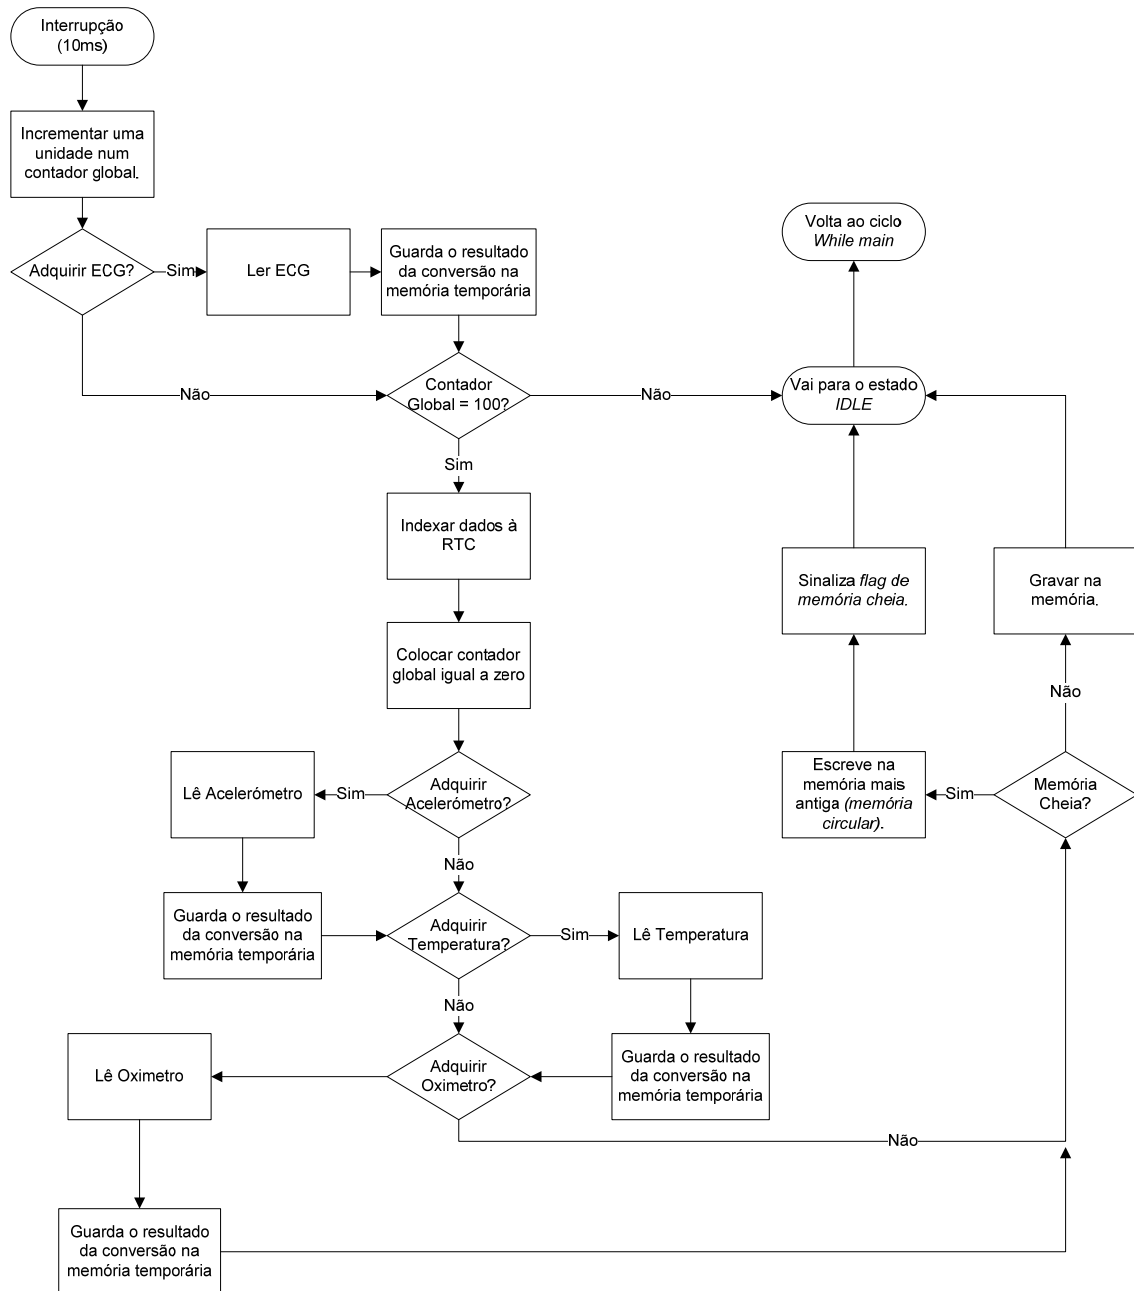 Interrupção
(10ms)
Incrementar uma
unidade num
contador global.
Adquirir ECG?
Sim
Ler ECG
Guarda o resultado
da conversão na
memória temporária
Volta ao ciclo
While main
Não
Contador
Global = 100?
Não
Vai para o estado
IDLE
Sim
Indexar dados à
RTC
Sinaliza flag de
memória cheia.
Gravar na
memória.
Colocar contador
global igual a zero
Não
Lê Acelerómetro
Sim
Adquirir
Acelerómetro?
Escreve na
memória mais
antiga (memória
circular).
Sim
Memória
Cheia?
Não
Guarda o resultado
da conversão na
memória temporária
Adquirir
Temperatura?
Sim
Lê Temperatura
Não
Lê Oximetro
Adquirir
Oximetro?
Guarda o resultado
da conversão na
memória temporária
Não
Guarda o resultado
da conversão na
memória temporária